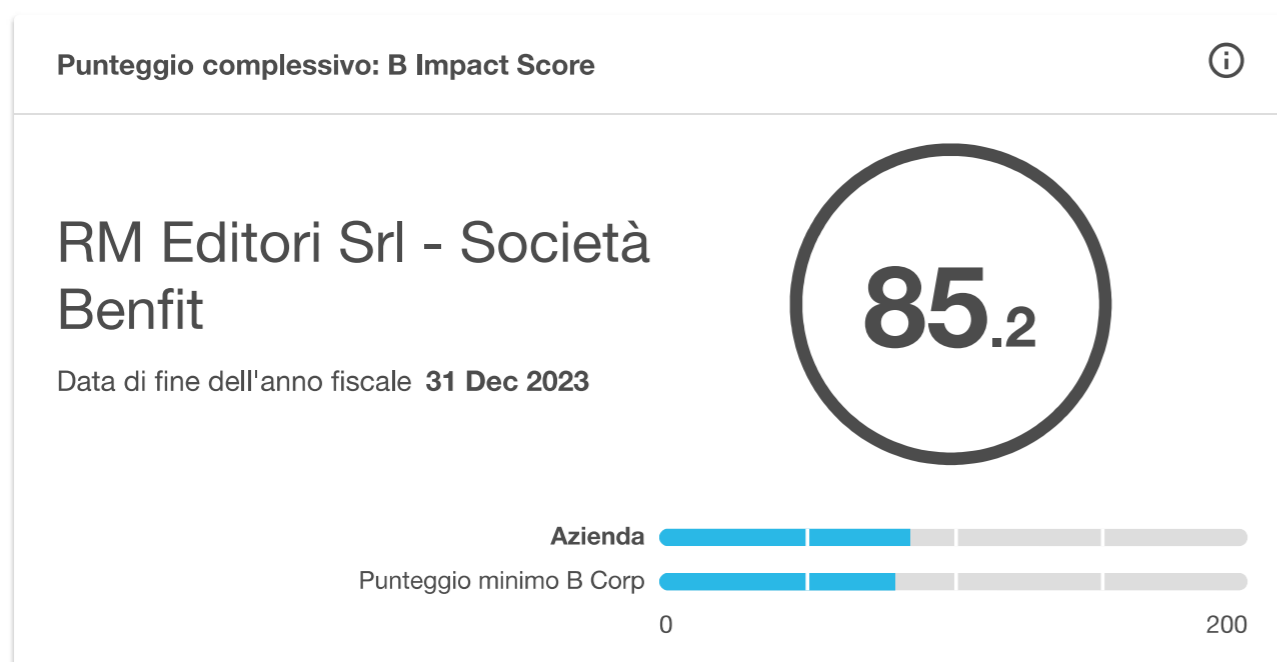 Punteggio complessivo: B Impact Score
RM Editori Srl - Società
Benfit
85.2
Data di fine dell'anno fiscale 31 Dec 2023
Azienda
Punteggio minimo B Corp
0 200